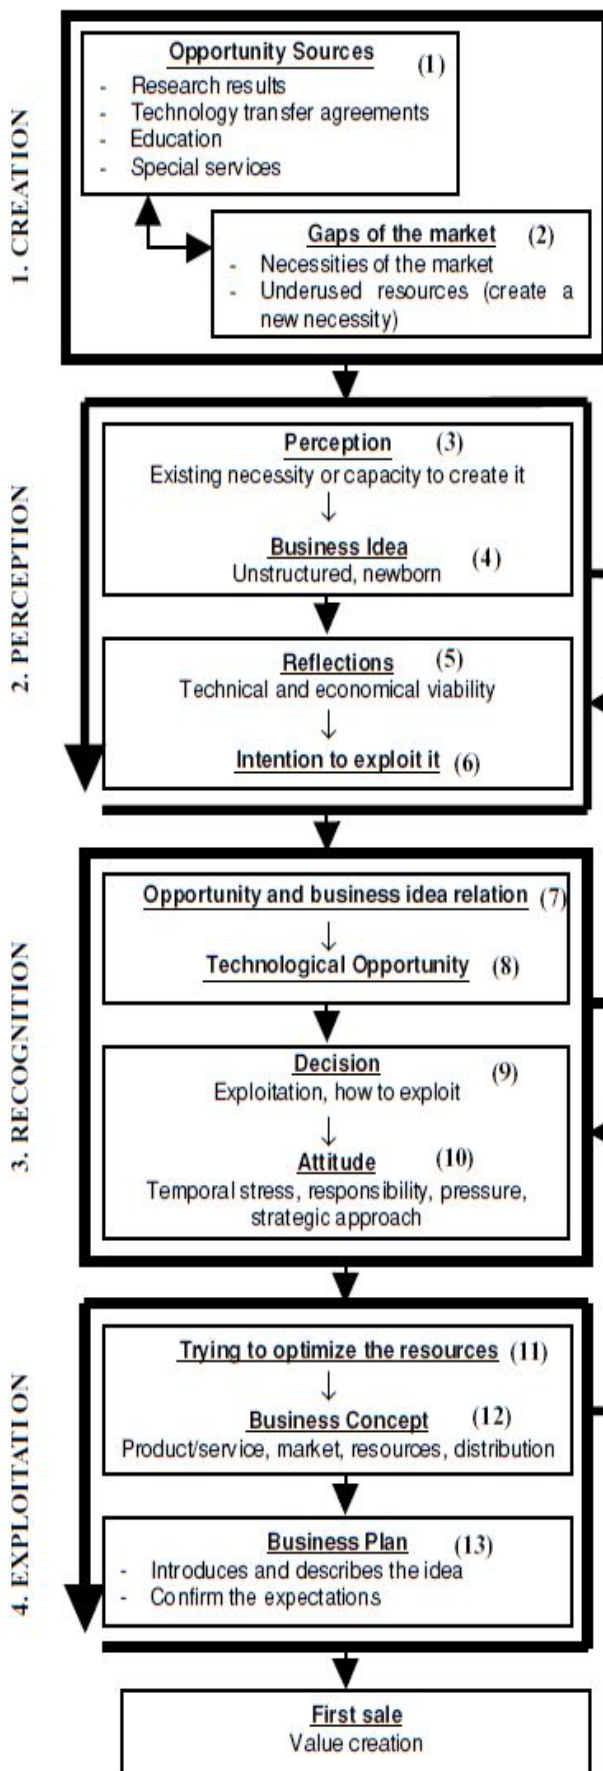 1. CREATION
Opportunity Sources (1)
- Research results
- Technology transfer agreements
- Education
- Special services
Gaps of the market (2)
- Necessities of the market
- Underused resources (create a
new necessity)
2. PERCEPTION
Perception (3)
Existing necessity or capacity to create it
↓
Business Idea (4)
Unstructured, newborn
Reflections (5)
Technical and economical viability
↓
Intention to exploit it (6)
3. RECOGNITION
Opportunity and business idea relation (7)
↓
Technological Opportunity (8)
Decision (9)
Exploitation, how to exploit
↓
Attitude (10)
Temporal stress, responsibility, pressure,
strategic approach
4. EXPLOITATION
Trying to optimize the resources (11)
↓
Business Concept (12)
Product/service, market, resources, distribution
Business Plan (13)
- Introduces and describes the idea
- Confirm the expectations
First sale
Value creation